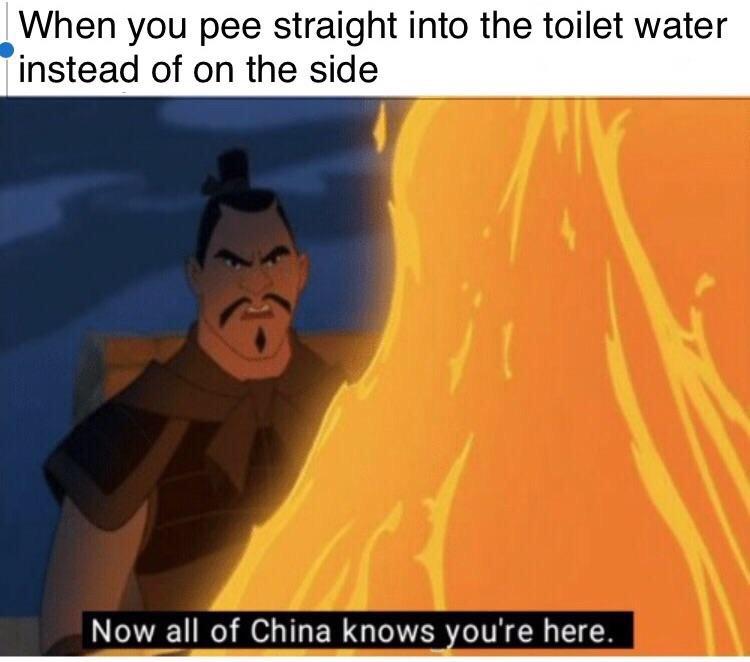 When you pee straight into the toilet water
instead of on the side
Now all of China knows you're here.